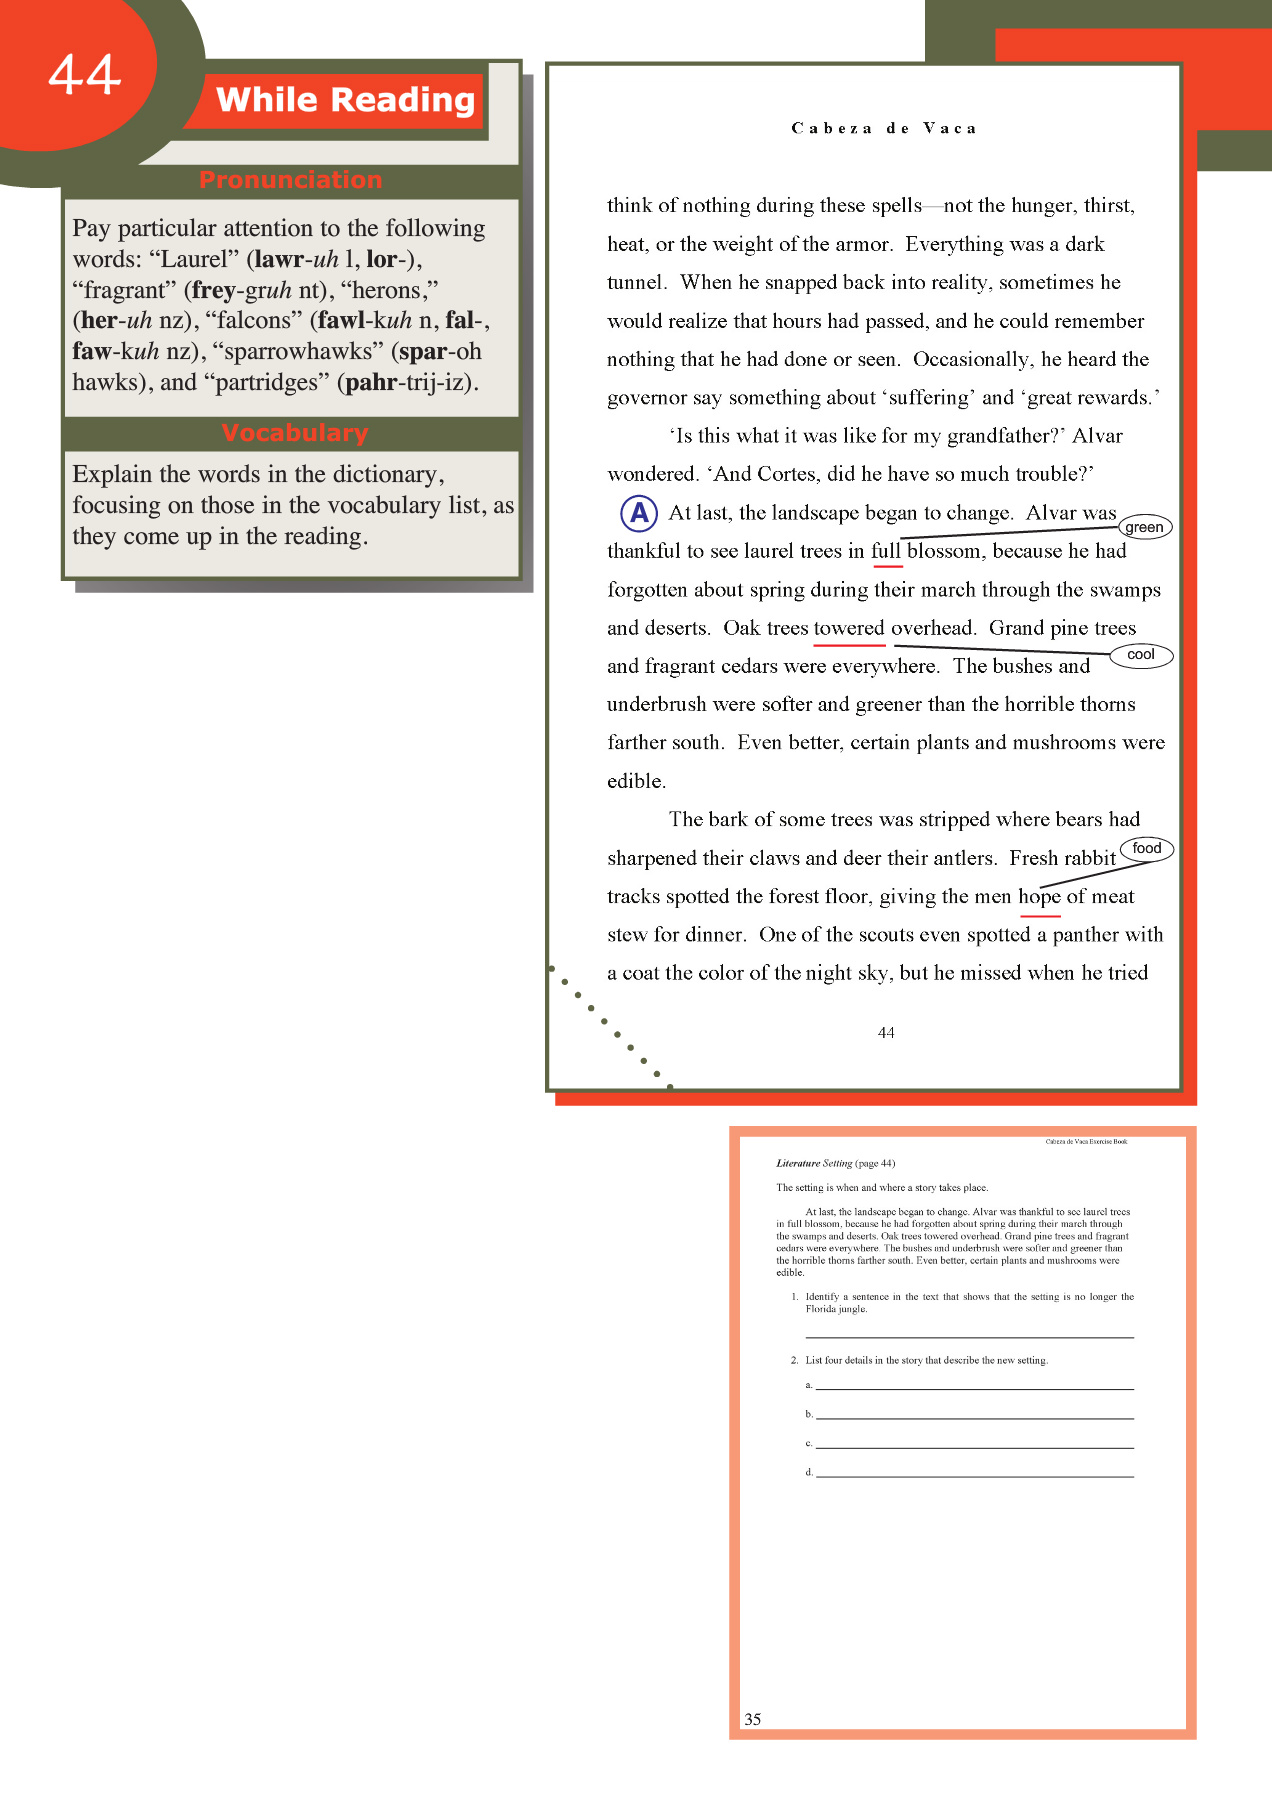 44
While Reading
Pronunciation
Pay particular attention to the following
words: “Laurel” (lawr-uh l, lor-),
“fragrant” (frey-gruh nt), “herons,”
(her-uh nz), “falcons” (fawl-kuh n, fal-,
faw-kuh nz), “sparrowhawks” (spar-oh
hawks), and “partridges” (pahr-trij-iz).
Vocabulary
Explain the words in the dictionary,
focusing on those in the vocabulary list, as
they come up in the reading.
Cabeza de Vaca
think of nothing during these spells—not the hunger, thirst,
heat, or the weight of the armor.  Everything was a dark
tunnel.  When he snapped back into reality, sometimes he
would realize that hours had passed, and he could remember
nothing that he had done or seen.  Occasionally, he heard the
governor say something about ‘suffering’ and ‘great rewards.’
‘Is this what it was like for my grandfather?’ Alvar
wondered. ‘And Cortes, did he have so much trouble?’
A At last, the landscape began to change.  Alvar was
green
thankful to see laurel trees in full blossom, because he had
forgotten about spring during their march through the swamps
and deserts.  Oak trees towered overhead.  Grand pine trees
cool
and fragrant cedars were everywhere.  The bushes and
underbrush were softer and greener than the horrible thorns
farther south.  Even better, certain plants and mushrooms were
edible.
The bark of some trees was stripped where bears had
food
sharpened their claws and deer their antlers.  Fresh rabbit
tracks spotted the forest floor, giving the men hope of meat
stew for dinner.  One of the scouts even spotted a panther with
a coat the color of the night sky, but he missed when he tried
44
Cabeza de Vaca Exercise Book
Literature Setting (page 44)
The setting is when and where a story takes place.
At last, the landscape began to change. Alvar was thankful to see laurel trees
in full blossom, because he had forgotten about spring during their march through
the swamps and deserts. Oak trees towered overhead. Grand pine trees and fragrant
cedars were everywhere. The bushes and underbrush were softer and greener than
the horrible thorns farther south. Even better, certain plants and mushrooms were
edible.
1. Identify a sentence in the text that shows that the setting is no longer the
Florida jungle.
2. List four details in the story that describe the new setting.
a.
b.
c.
d.
35